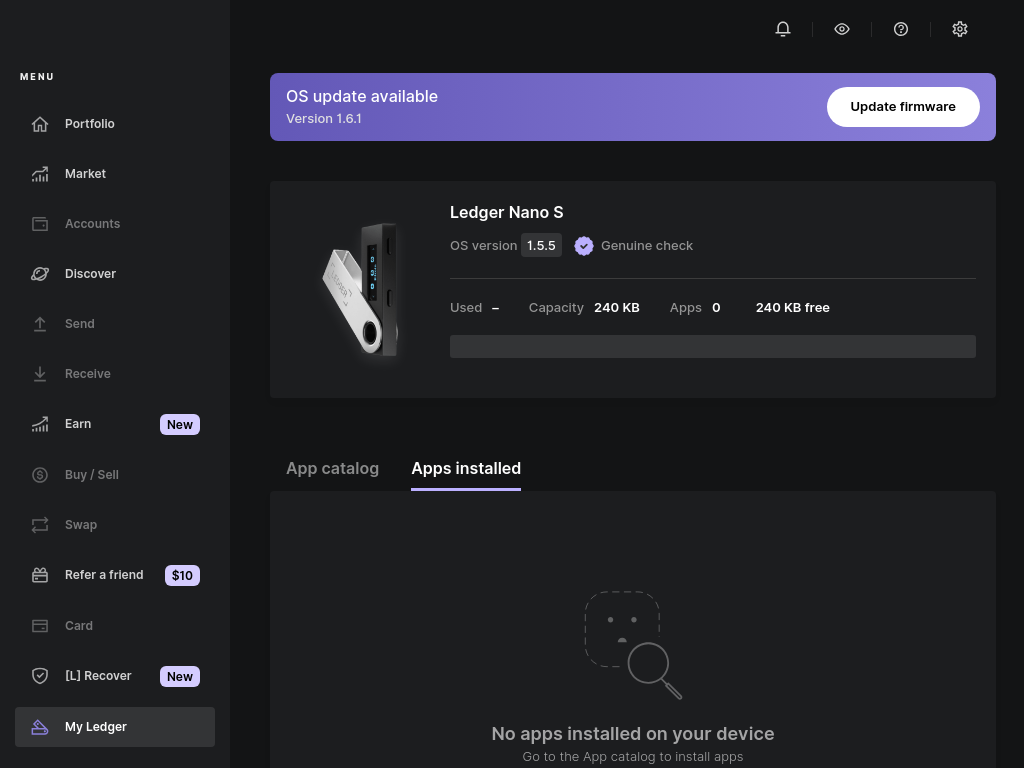 MENU
Portfolio
Market
Accounts
Discover
Send
Receive
Earn New
Buy / Sell
Swap
Refer a friend $10
Card
[L] Recover New
My Ledger
OS update available
Version 1.6.1
Update firmware
Ledger Nano S
OS version 1.5.5 Genuine check
Used – Capacity 240 KB Apps 0 240 KB free
App catalog Apps installed
No apps installed on your device
Go to the App catalog to install apps